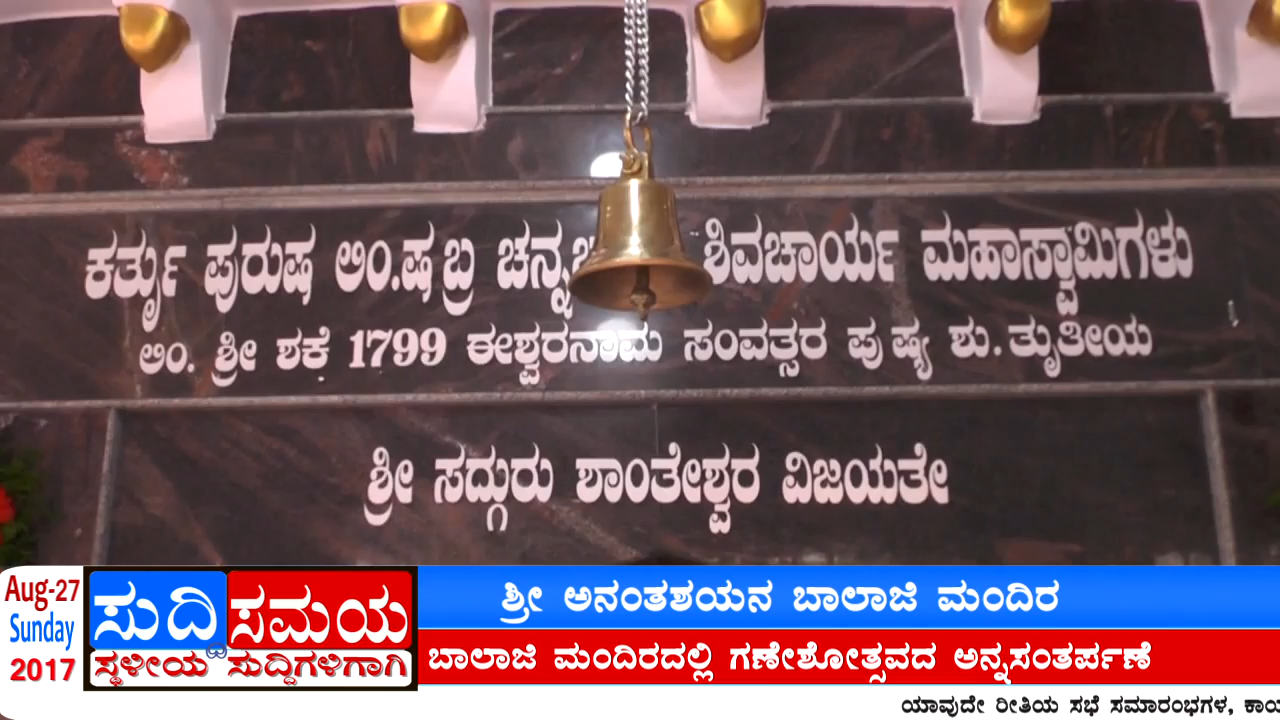 ಕರ್ತೃ ಪುರುಷ ಲಿಂ.ಷಬ್ರ ಶಿವಚಾರ್ಯ ಮಹಾಸ್ವಾಮಿಗಳು
ಲಿಂ. ಶ್ರೀ ಶಕೆ 1799 ಈಶ್ವರನಾಮ ಸಂವತ್ಸರ ಪುಷ್ಯ ಶು. ತೃತೀಯ
ಶ್ರೀ ಸದ್ಗುರು ಶಾಂತೇಶ್ವರ ವಿಜಯತೇ
Aug-27
Sunday
2017
ಸುದ್ದಿ ಸಮಯ
ಸ್ಥಳೀಯ ಸುದ್ದಿಗಳಿಗಾಗಿ
ಶ್ರೀ ಅನಂತಶಯನ ಬಾಲಾಜಿ ಮಂದಿರ
ಬಾಲಾಜಿ ಮಂದಿರದಲ್ಲಿ ಗಣೇಶೋತ್ಸವದ ಅನ್ನಸಂತರ್ಪಣೆ
ಯಾವುದೇ ರೀತಿಯ ಸಭೆ ಸಮಾರಂಭಗಳ,